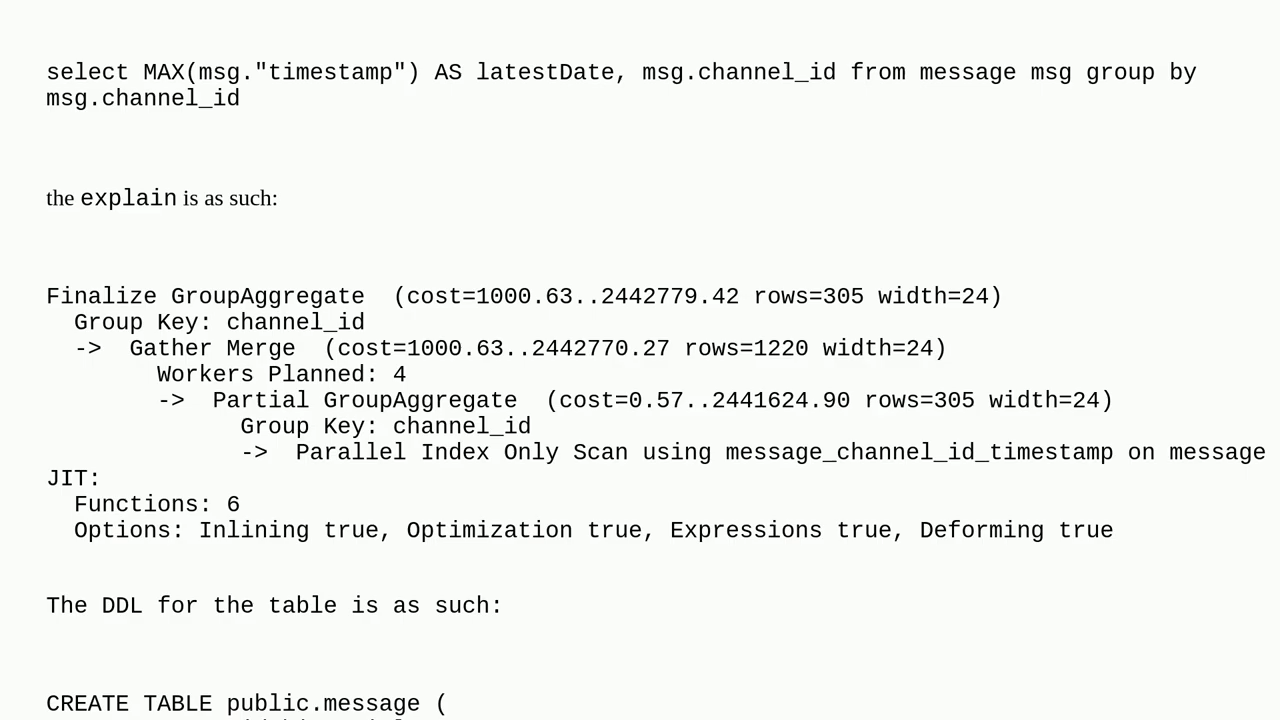 select MAX(msg."timestamp") AS latestDate, msg.channel_id from message msg group by
msg.channel_id
the explain is as such:
Finalize GroupAggregate  (cost=1000.63..2442779.42 rows=305 width=24)
  Group Key: channel_id
  ->  Gather Merge  (cost=1000.63..2442770.27 rows=1220 width=24)
        Workers Planned: 4
        ->  Partial GroupAggregate  (cost=0.57..2441624.90 rows=305 width=24)
              Group Key: channel_id
              ->  Parallel Index Only Scan using message_channel_id_timestamp on message
JIT:
  Functions: 6
  Options: Inlining true, Optimization true, Expressions true, Deforming true
The DDL for the table is as such:
CREATE TABLE public.message (